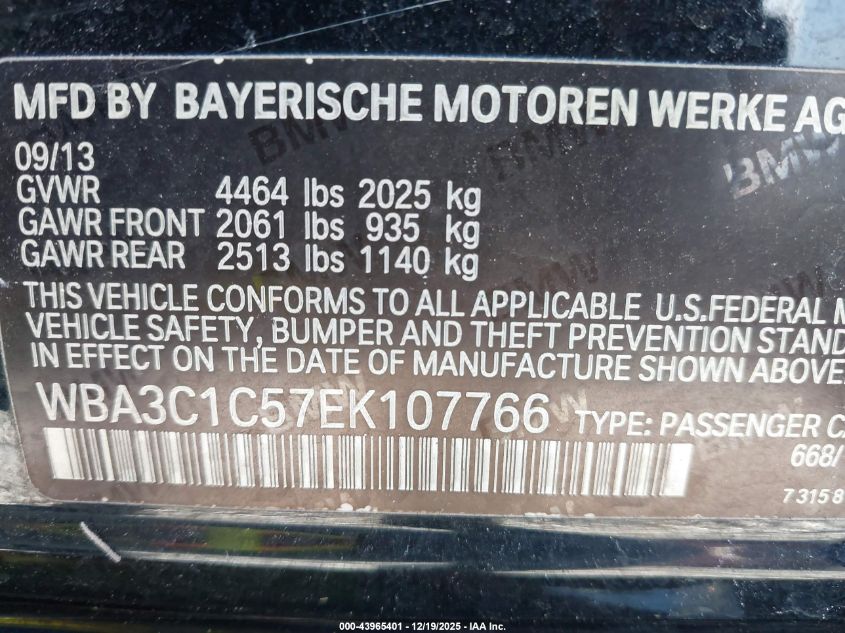 MFD BY BAYERISCHE MOTOREN WERKE AG
09/13
GVWR 4464 lbs 2025 kg
GAWR FRONT 2061 lbs 935 kg
GAWR REAR 2513 lbs 1140 kg
THIS VEHICLE CONFORMS TO ALL APPLICABLE U.S.FEDERAL M
VEHICLE SAFETY, BUMPER AND THEFT PREVENTION STAND
IN EFFECT ON THE DATE OF MANUFACTURE SHOWN ABOVE.
WBA3C1C57EK107766 TYPE: PASSENGER CA
668/
73158
000-43965401 - 12/19/2025 - IAA Inc.